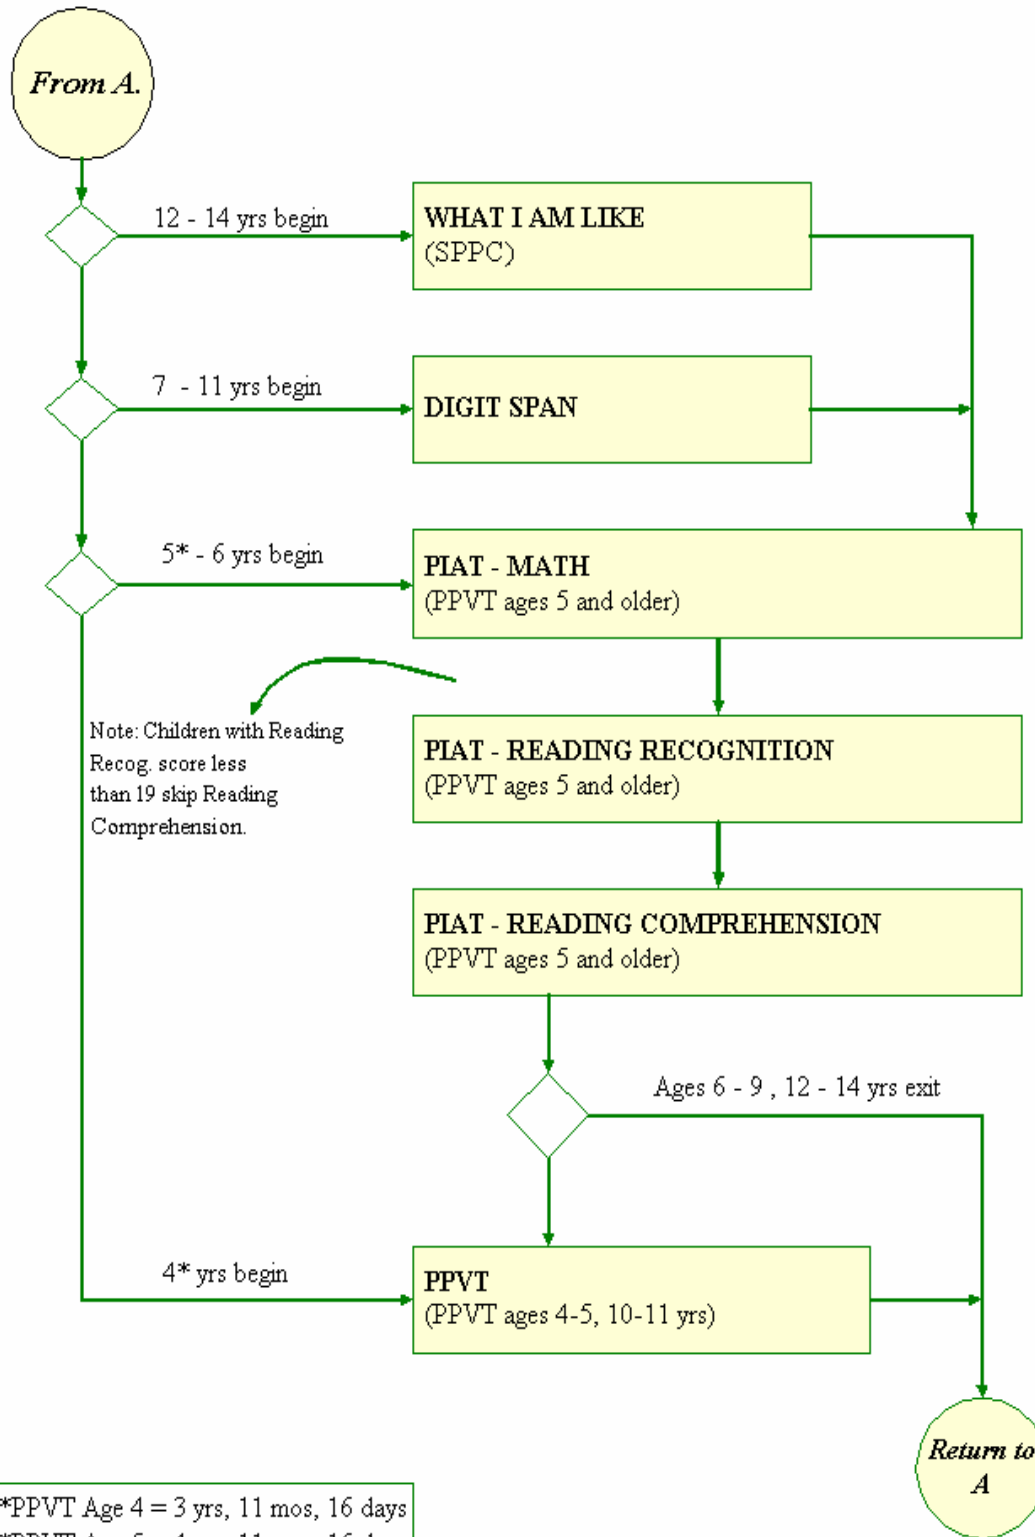 From A.
12 - 14 yrs begin
WHAT I AM LIKE
(SPPC)
7 - 11 yrs begin
DIGIT SPAN
5* - 6 yrs begin
PIAT - MATH
(PPVT ages 5 and older)
Note: Children with Reading
Recog. score less
than 19 skip Reading
Comprehension.
PIAT - READING RECOGNITION
(PPVT ages 5 and older)
PIAT - READING COMPREHENSION
(PPVT ages 5 and older)
Ages 6 - 9 , 12 - 14 yrs exit
4* yrs begin
PPVT
(PPVT ages 4-5, 10-11 yrs)
Return to
A
*PPVT Age 4 = 3 yrs, 11 mos, 16 days